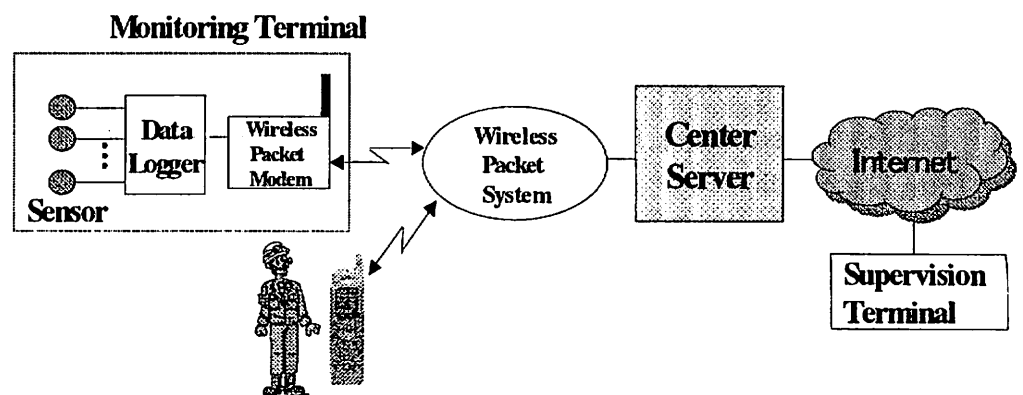 Monitoring Terminal
Data
Logger
Wireless
Packet
Modem
Sensor
Wireless
Packet
System
Center
Server
Internet
Supervision
Terminal